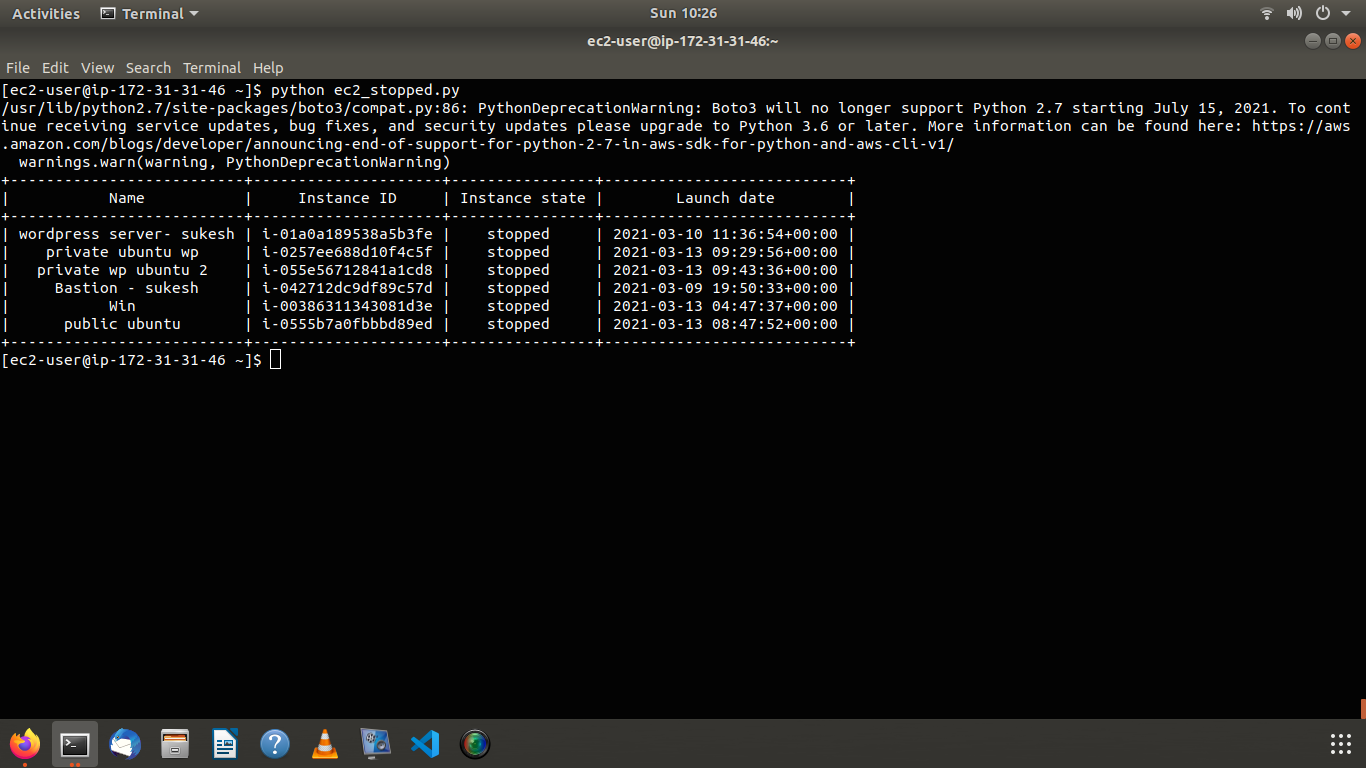 Activities Terminal Sun 10:26
ec2-user@ip-172-31-31-46:~
File Edit View Search Terminal Help
[ec2-user@ip-172-31-31-46 ~]$ python ec2_stopped.py
/usr/lib/python2.7/site-packages/boto3/compat.py:86: PythonDeprecationWarning: Boto3 will no longer support Python 2.7 starting July 15, 2021. To cont
inue receiving service updates, bug fixes, and security updates please upgrade to Python 3.6 or later. More information can be found here: https://aws
.amazon.com/blogs/developer/announcing-end-of-support-for-python-2-7-in-aws-sdk-for-python-and-aws-cli-v1/
  warnings.warn(warning, PythonDeprecationWarning)
+--------------------------+---------------------+----------------+--------------------------+
|           Name           |     Instance ID     | Instance state |        Launch date        |
+--------------------------+---------------------+----------------+--------------------------+
| wordpress server- sukesh | i-01a0a189538a5b3fe |    stopped     | 2021-03-10 11:36:54+00:00 |
|    private ubuntu wp     | i-0257ee688d10f4c5f |    stopped     | 2021-03-13 09:29:56+00:00 |
|   private wp ubuntu 2    | i-055e56712841a1cd8 |    stopped     | 2021-03-13 09:43:36+00:00 |
|     Bastion - sukesh     | i-042712dc9df89c57d |    stopped     | 2021-03-09 19:50:33+00:00 |
|           Win            | i-00386311343081d3e |    stopped     | 2021-03-13 04:47:37+00:00 |
|      public ubuntu       | i-0555b7a0fbbbd89ed |    stopped     | 2021-03-13 08:47:52+00:00 |
+--------------------------+---------------------+----------------+--------------------------+
[ec2-user@ip-172-31-31-46 ~]$